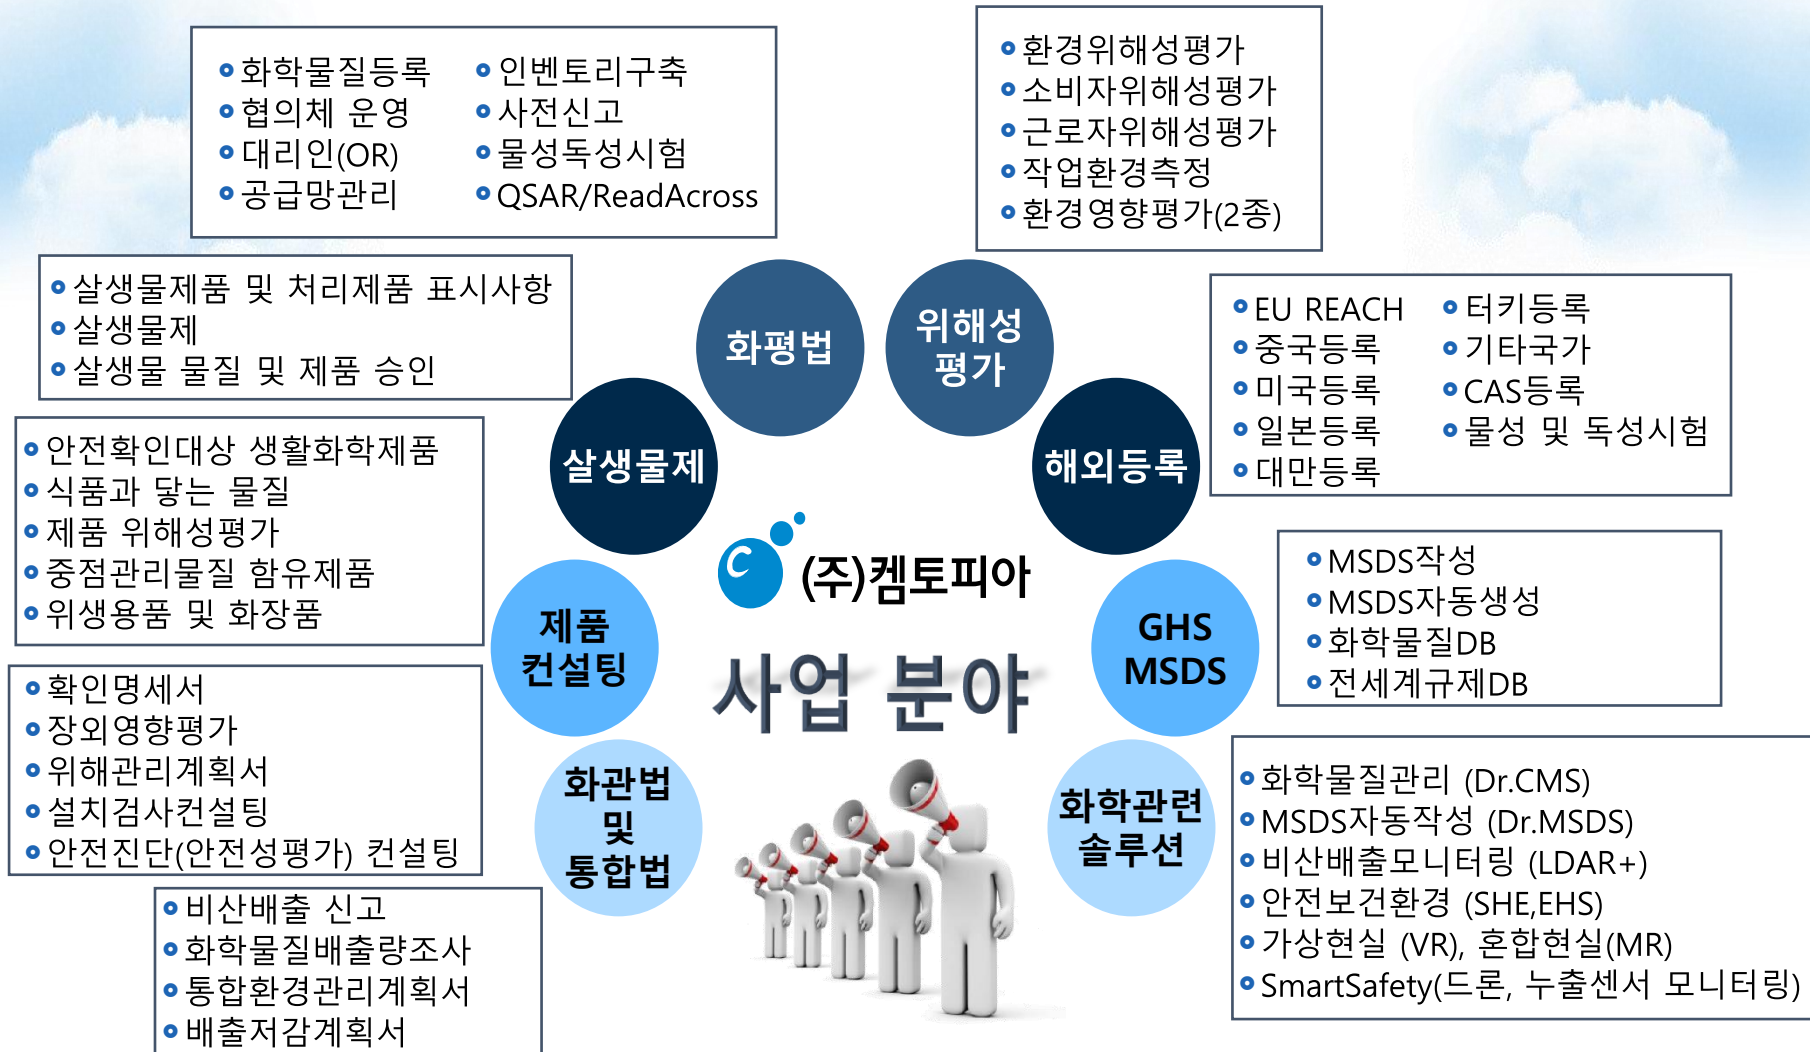 화학물질등록
협의체 운영
대리인(OR)
공급망관리
인벤토리구축
사전신고
물성독성시험
QSAR/ReadAcross
환경위해성평가
소비자위해성평가
근로자위해성평가
작업환경측정
환경영향평가(2종)
살생물제품 및 처리제품 표시사항
살생물제
살생물 물질 및 제품 승인
화평법
위해성
평가
EU REACH
중국등록
미국등록
일본등록
대만등록
터키등록
기타국가
CAS등록
물성 및 독성시험
살생물제
해외등록
안전확인대상 생활화학제품
식품과 닿는 물질
제품 위해성평가
중점관리물질 함유제품
위생용품 및 화장품
제품
컨설팅
C
(주)켐토피아
사업 분야
GHS
MSDS
MSDS작성
MSDS자동생성
화학물질DB
전세계규제DB
확인명세서
장외영향평가
위해관리계획서
설치검사컨설팅
안전진단(안전성평가) 컨설팅
화관법
및
통합법
화학관련
솔루션
화학물질관리 (Dr.CMS)
MSDS자동작성 (Dr.MSDS)
비산배출모니터링 (LDAR+)
안전보건환경 (SHE,EHS)
가상현실 (VR), 혼합현실(MR)
SmartSafety(드론, 누출센서 모니터링)
비산배출 신고
화학물질배출량조사
통합환경관리계획서
배출저감계획서